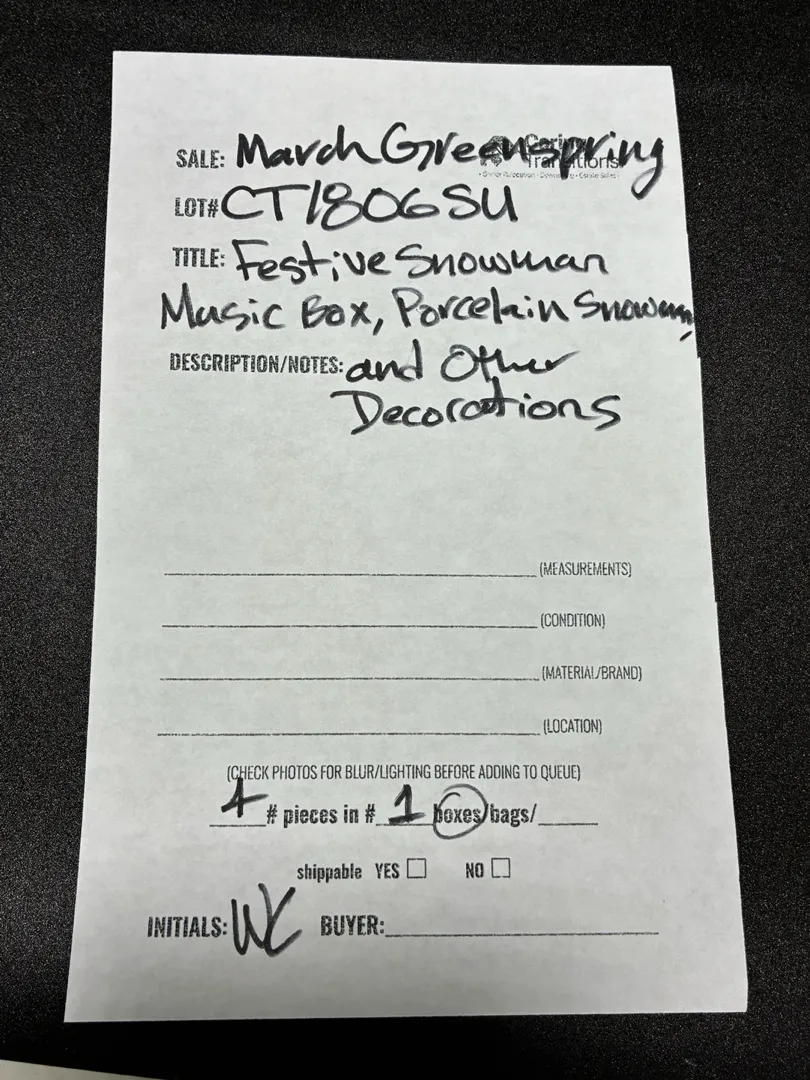 SALE: March Greenspring
Caring Transitions
LOT# CT1806SU
TITLE: Festive Snowman
Music Box, Porcelain Snowman,
DESCRIPTION/NOTES: and Other
Decorations
(MEASUREMENTS)
(CONDITION)
(MATERIAL/BRAND)
(LOCATION)
(CHECK PHOTOS FOR BLUR/LIGHTING BEFORE ADDING TO QUEUE)
4 # pieces in # 1 boxes/bags/
shippable YES NO
INITIALS: WC BUYER: